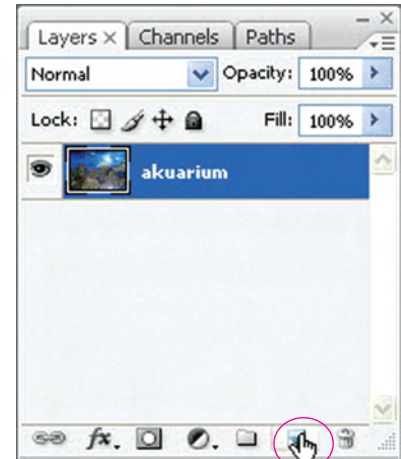 Layers × Channels Paths
Normal Opacity: 100%
Lock: Fill: 100%
akuarium
fx.